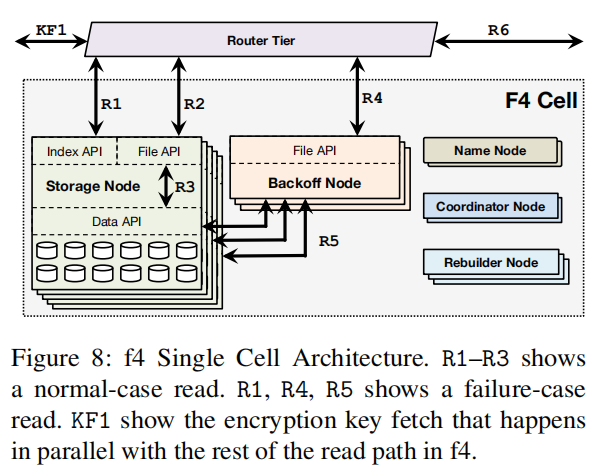 KF1
Router Tier
R6
R1
R2
R4
F4 Cell
Index API
File API
File API
Name Node
Storage Node
R3
Backoff Node
Coordinator Node
Data API
R5
Rebuilder Node
Figure 8: f4 Single Cell Architecture. R1–R3 shows
a normal-case read. R1, R4, R5 shows a failure-case
read. KF1 show the encryption key fetch that happens
in parallel with the rest of the read path in f4.